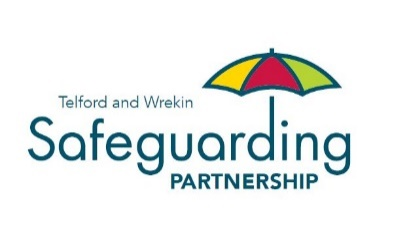 Telford and Wrekin
Safeguarding
PARTNERSHIP